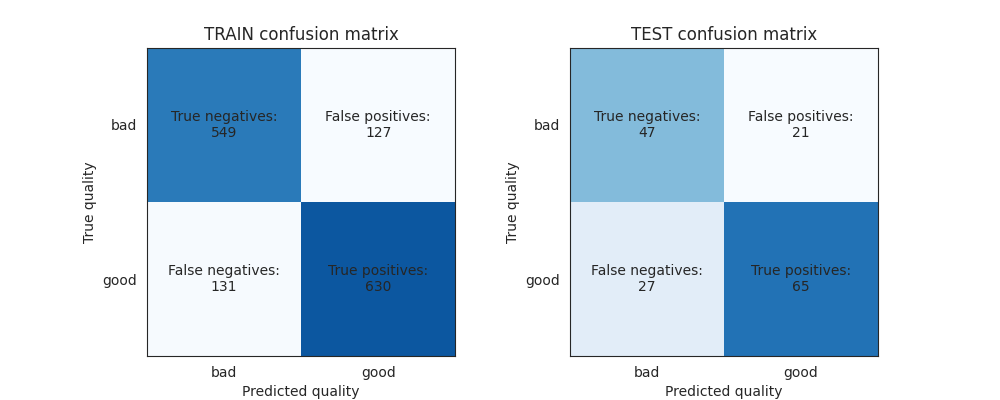 TRAIN confusion matrix
True quality
bad
good
True negatives:
549
False positives:
127
False negatives:
131
True positives:
630
bad
good
Predicted quality
TEST confusion matrix
True quality
bad
good
True negatives:
47
False positives:
21
False negatives:
27
True positives:
65
bad
good
Predicted quality